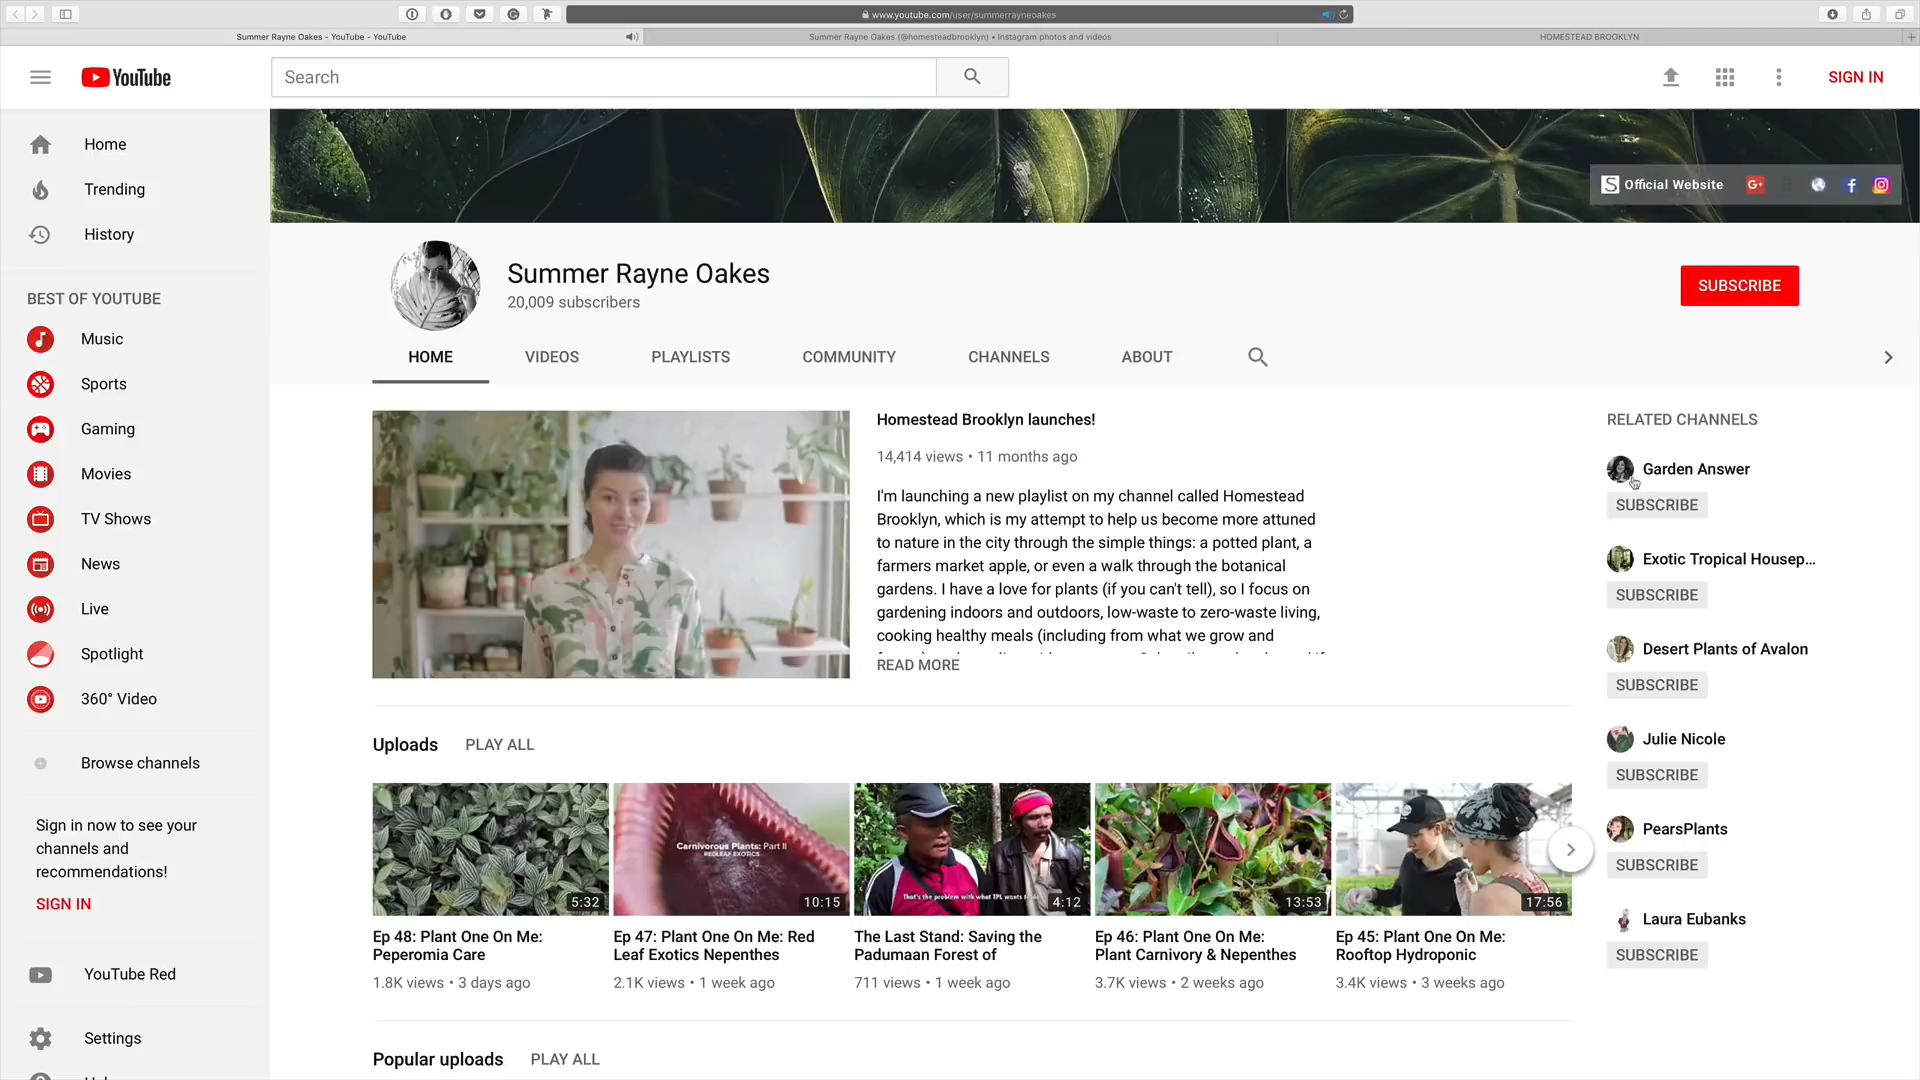 www.youtube.com/user/summerrayneoakes
Summer Rayne Oakes - YouTube - YouTube
Summer Rayne Oakes (@homesteadbrooklyn) • Instagram photos and videos
HOMESTEAD BROOKLYN
YouTube
Search
SIGN IN
Home
Trending
History
BEST OF YOUTUBE
Music
Sports
Gaming
Movies
TV Shows
News
Live
Spotlight
360° Video
Browse channels
Sign in now to see your
channels and
recommendations!
SIGN IN
YouTube Red
Settings
S Official Website
G+
Summer Rayne Oakes
20,009 subscribers
SUBSCRIBE
HOME
VIDEOS
PLAYLISTS
COMMUNITY
CHANNELS
ABOUT
Homestead Brooklyn launches!
14,414 views • 11 months ago
I'm launching a new playlist on my channel called Homestead
Brooklyn, which is my attempt to help us become more attuned
to nature in the city through the simple things: a potted plant, a
farmers market apple, or even a walk through the botanical
gardens. I have a love for plants (if you can't tell), so I focus on
gardening indoors and outdoors, low-waste to zero-waste living,
cooking healthy meals (including from what we grow and
READ MORE
Uploads
PLAY ALL
5:32
Ep 48: Plant One On Me:
Peperomia Care
1.8K views • 3 days ago
Carnivorous Plants: Part II
REDLEAF EXOTICS
10:15
Ep 47: Plant One On Me: Red
Leaf Exotics Nepenthes
2.1K views • 1 week ago
That's the problem with what TPL wants
4:12
The Last Stand: Saving the
Padumaan Forest of
711 views • 1 week ago
13:53
Ep 46: Plant One On Me:
Plant Carnivory & Nepenthes
3.7K views • 2 weeks ago
17:56
Ep 45: Plant One On Me:
Rooftop Hydroponic
3.4K views • 3 weeks ago
Popular uploads
PLAY ALL
RELATED CHANNELS
Garden Answer
SUBSCRIBE
Exotic Tropical Housep...
SUBSCRIBE
Desert Plants of Avalon
SUBSCRIBE
Julie Nicole
SUBSCRIBE
PearsPlants
SUBSCRIBE
Laura Eubanks
SUBSCRIBE